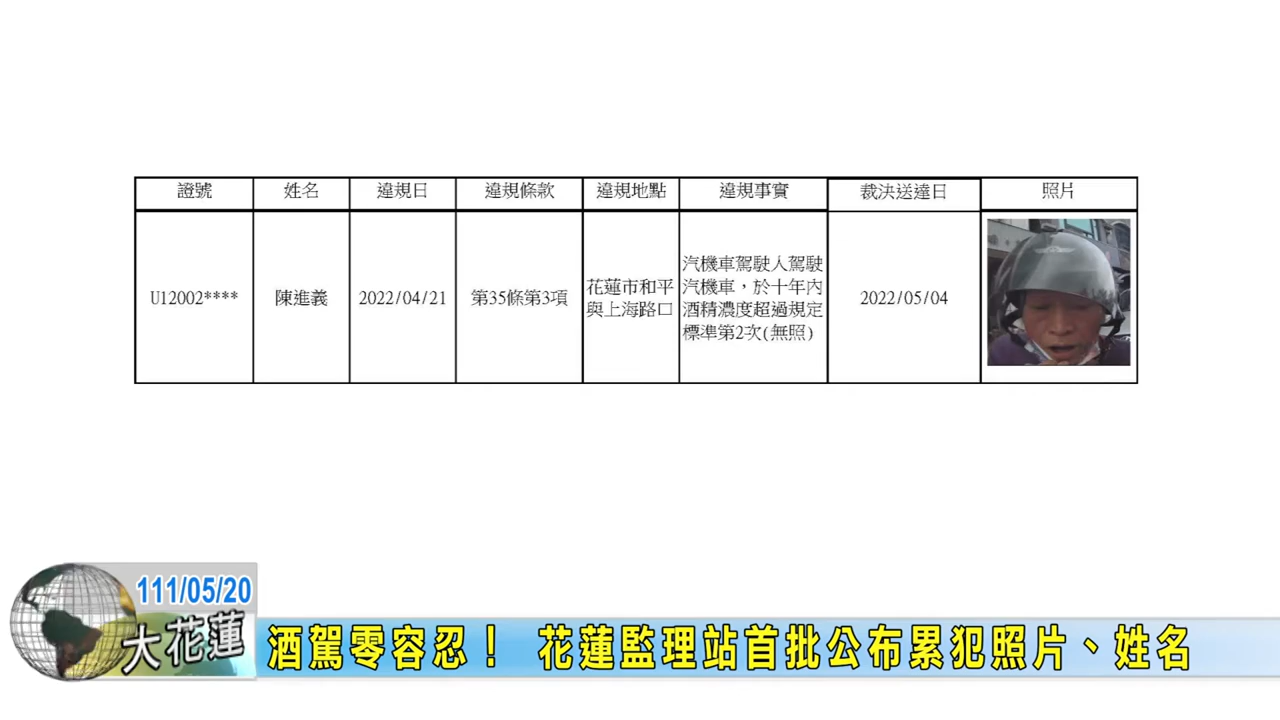 證號 姓名 違規日 違規條款 違規地點 違規事實 裁決送達日 照片
U12002**** 陳進義 2022/04/21 第35條第3項
花蓮市和平
與上海路口
汽機車駕駛人駕駛
汽機車，於十年內
酒精濃度超過規定
標準第2次(無照)
2022/05/04
111/05/20
大花蓮
酒駕零容忍！ 花蓮監理站首批公布累犯照片、姓名